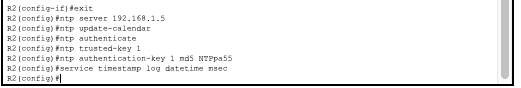 R2(config-if)#exit
R2(config)#ntp server 192.168.1.5
R2(config)#ntp update-calendar
R2(config)#ntp authenticate
R2(config)#ntp trusted-key 1
R2(config)#ntp authentication-key 1 md5 NTPpa55
R2(config)#service timestamp log datetime msec
R2(config)#